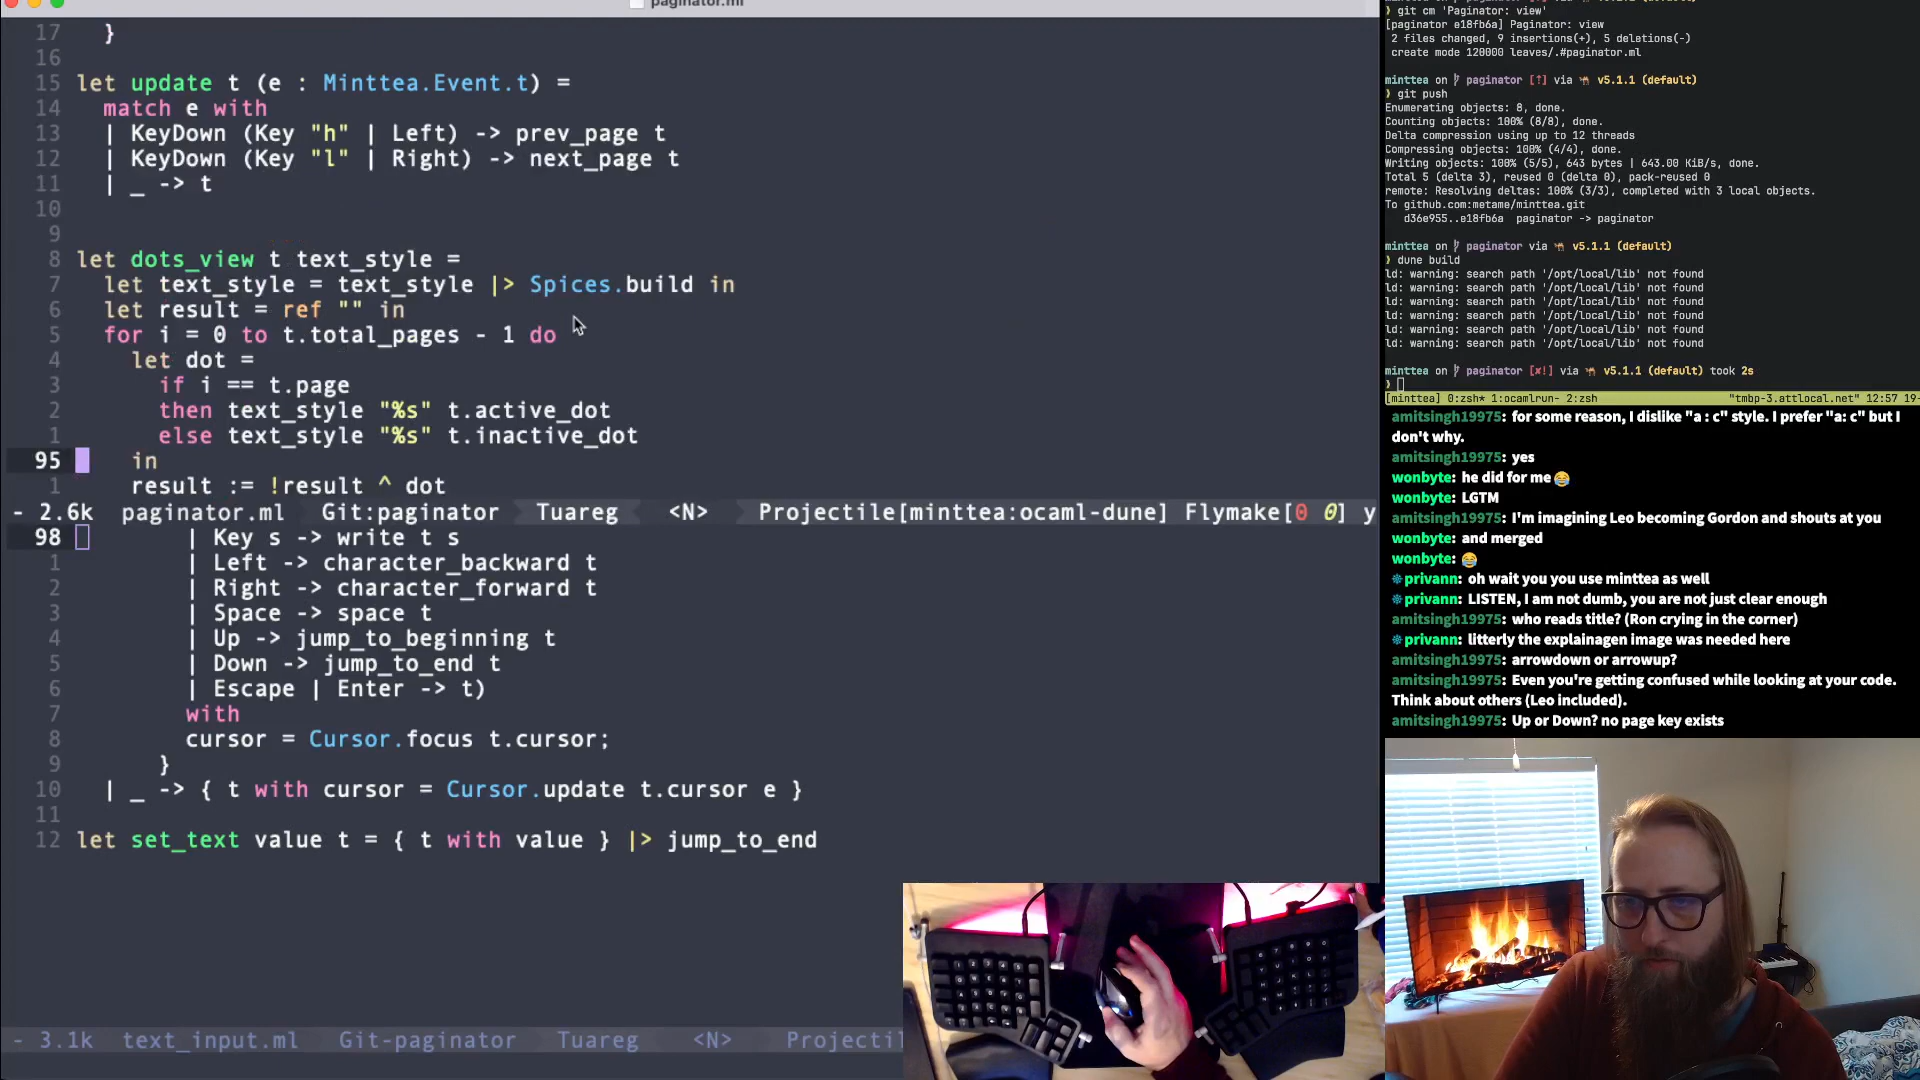 paginator.ml
17 }
16
15 let update t (e : Minttea.Event.t) =
14 match e with
13 | KeyDown (Key "h" | Left) -> prev_page t
12 | KeyDown (Key "l" | Right) -> next_page t
11 | _ -> t
10
9
8 let dots_view t text_style =
7 let text_style = text_style |> Spices.build in
6 let result = ref "" in
5 for i = 0 to t.total_pages - 1 do
4 let dot =
3 if i == t.page
2 then text_style "%s" t.active_dot
1 else text_style "%s" t.inactive_dot
95 in
1 result := !result ^ dot
- 2.6k paginator.ml Git:paginator Tuareg <N> Projectile[minttea:ocaml-dune] Flymake[0 0] y
98 | Key s -> write t s
1 | Left -> character_backward t
2 | Right -> character_forward t
3 | Space -> space t
4 | Up -> jump_to_beginning t
5 | Down -> jump_to_end t
6 | Escape | Enter -> t)
7 with
8 cursor = Cursor.focus t.cursor;
9 }
10 | _ -> { t with cursor = Cursor.update t.cursor e }
11
12 let set_text value t = { t with value } |> jump_to_end
- 3.1k text_input.ml Git-paginator Tuareg <N> Projectil
❯ git cm 'Paginator: view'
[paginator e18fb6a] Paginator: view
2 files changed, 9 insertions(+), 5 deletions(-)
create mode 120000 leaves/.#paginator.ml
minttea on paginator [↑] via 🐫 v5.1.1 (default)
❯ git push
Enumerating objects: 8, done.
Counting objects: 100% (8/8), done.
Delta compression using up to 12 threads
Compressing objects: 100% (4/4), done.
Writing objects: 100% (5/5), 643 bytes | 643.00 KiB/s, done.
Total 5 (delta 3), reused 0 (delta 0), pack-reused 0
remote: Resolving deltas: 100% (3/3), completed with 3 local objects.
To github.com:metame/minttea.git
d36e955..e18fb6a paginator -> paginator
minttea on paginator via 🐫 v5.1.1 (default)
❯ dune build
ld: warning: search path '/opt/local/lib' not found
ld: warning: search path '/opt/local/lib' not found
ld: warning: search path '/opt/local/lib' not found
ld: warning: search path '/opt/local/lib' not found
ld: warning: search path '/opt/local/lib' not found
ld: warning: search path '/opt/local/lib' not found
minttea on paginator [✘!] via 🐫 v5.1.1 (default) took 2s
❯
[minttea] 0:zsh* 1:ocamlrun- 2:zsh "tmbp-3.attlocal.net" 12:57 19-
amitsingh19975: for some reason, I dislike "a : c" style. I prefer "a: c" but I
don't why.
amitsingh19975: yes
wonbyte: he did for me 😂
wonbyte: LGTM
amitsingh19975: I'm imagining Leo becoming Gordon and shouts at you
wonbyte: and merged
wonbyte: 😂
privann: oh wait you you use minttea as well
privann: LISTEN, I am not dumb, you are not just clear enough
amitsingh19975: who reads title? (Ron crying in the corner)
privann: litterly the explainagen image was needed here
amitsingh19975: arrowdown or arrowup?
amitsingh19975: Even you're getting confused while looking at your code.
Think about others (Leo included).
amitsingh19975: Up or Down? no page key exists